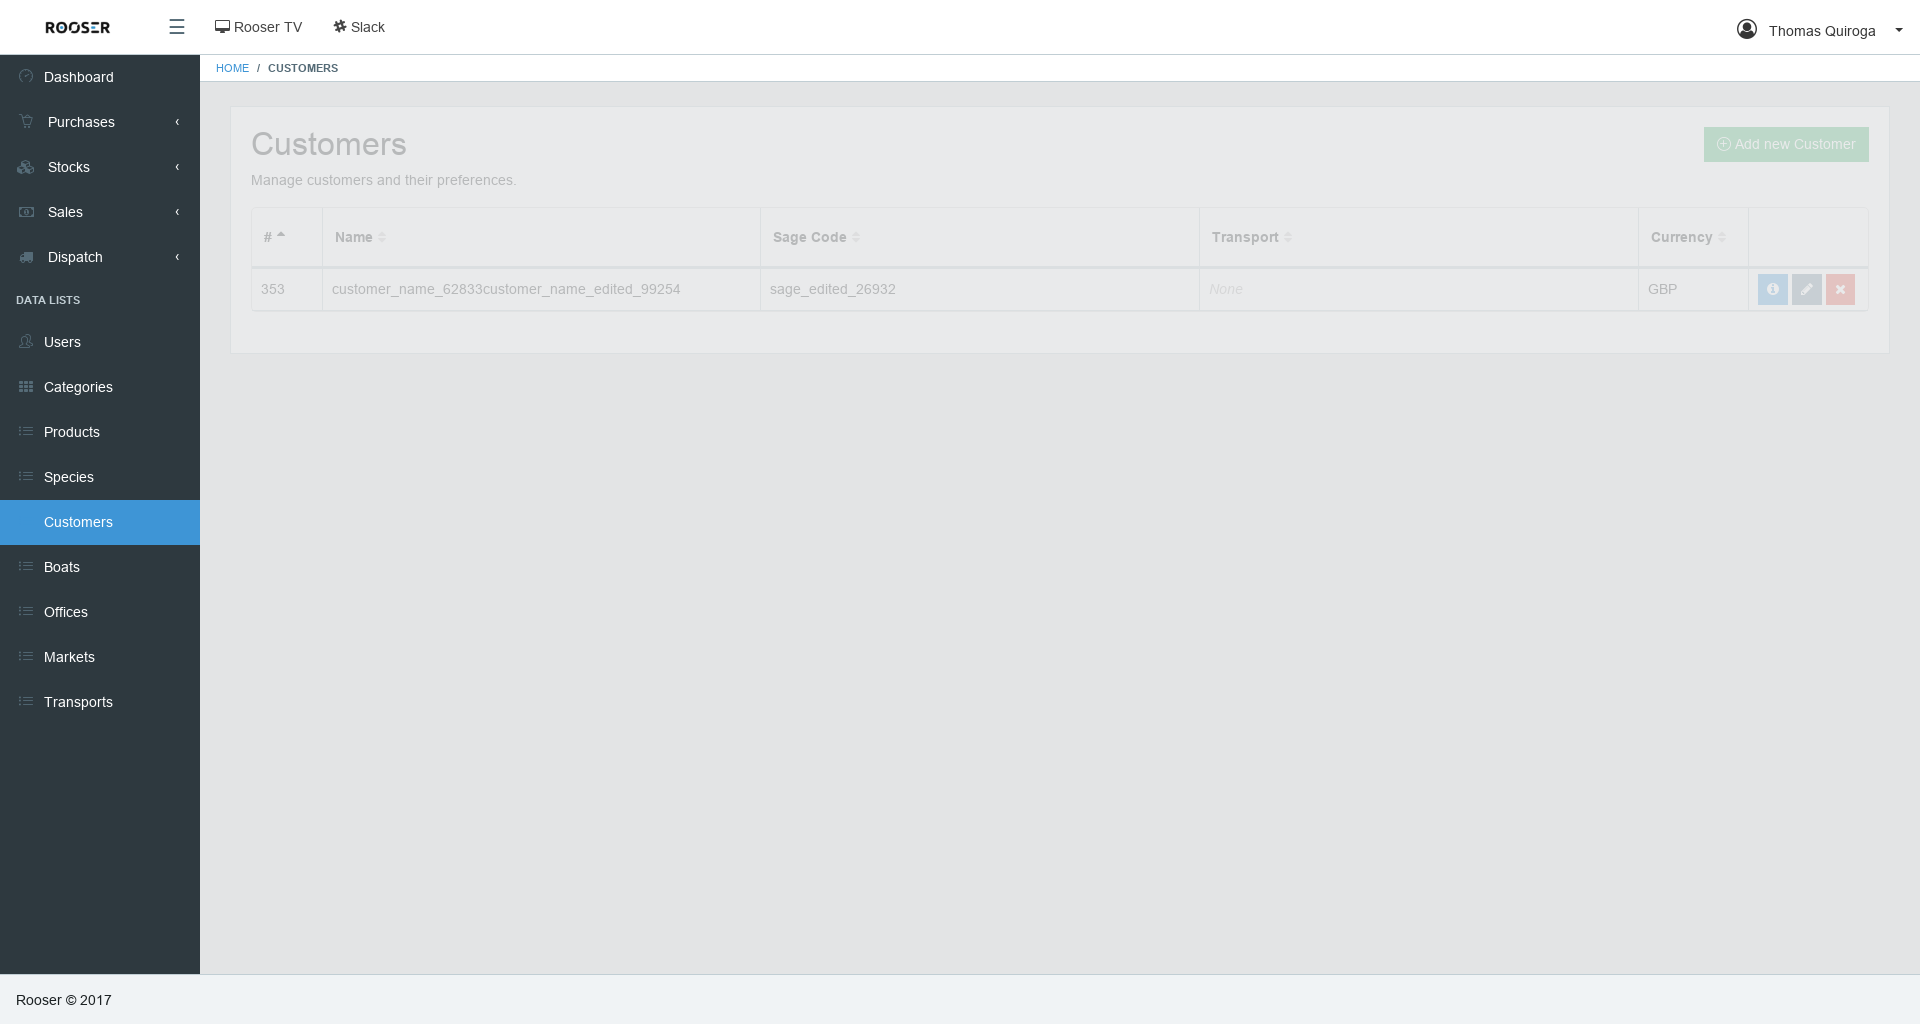 ROOSER
☰
Rooser TV
Slack
Thomas Quiroga
HOME / CUSTOMERS
Dashboard
Purchases ‹
Stocks ‹
Sales ‹
Dispatch ‹
DATA LISTS
Users
Categories
Products
Species
Customers
Boats
Offices
Markets
Transports
Customers
Add new Customer
Manage customers and their preferences.
# Name Sage Code Transport Currency
353 customer_name_62833customer_name_edited_99254 sage_edited_26932 None GBP
Rooser © 2017